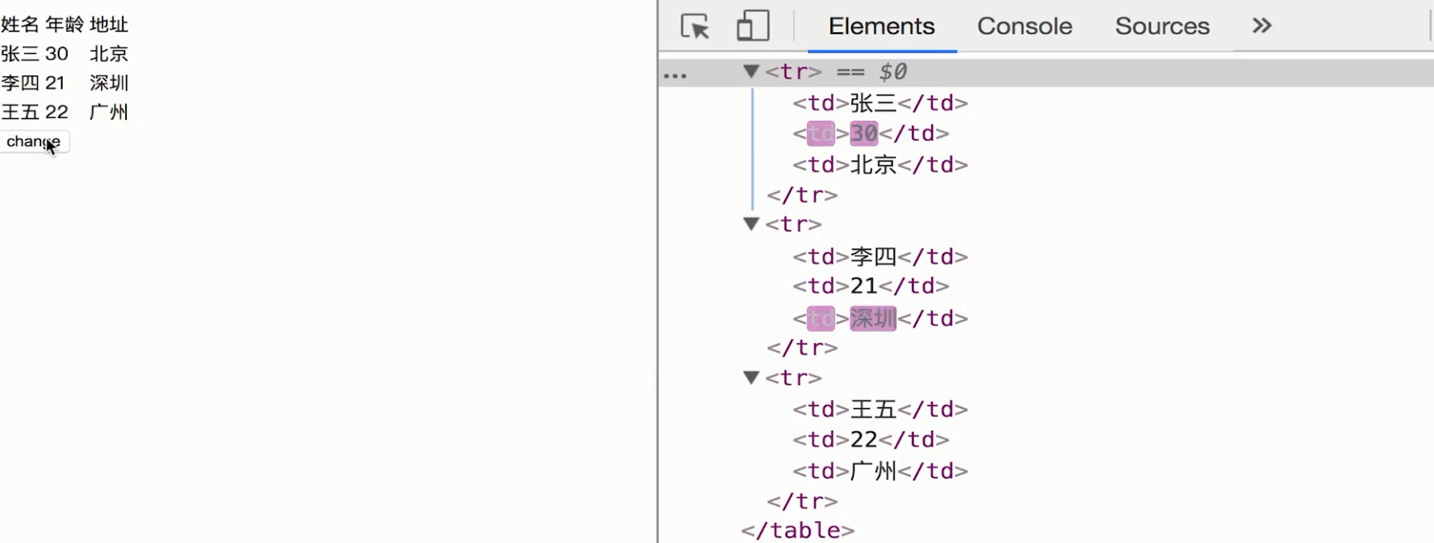 姓名 年龄 地址
张三 30 北京
李四 21 深圳
王五 22 广州
change
Elements Console Sources »
... ▼<tr> == $0
<td>张三</td>
<td>30</td>
<td>北京</td>
</tr>
▼<tr>
<td>李四</td>
<td>21</td>
<td>深圳</td>
</tr>
▼<tr>
<td>王五</td>
<td>22</td>
<td>广州</td>
</tr>
</table>